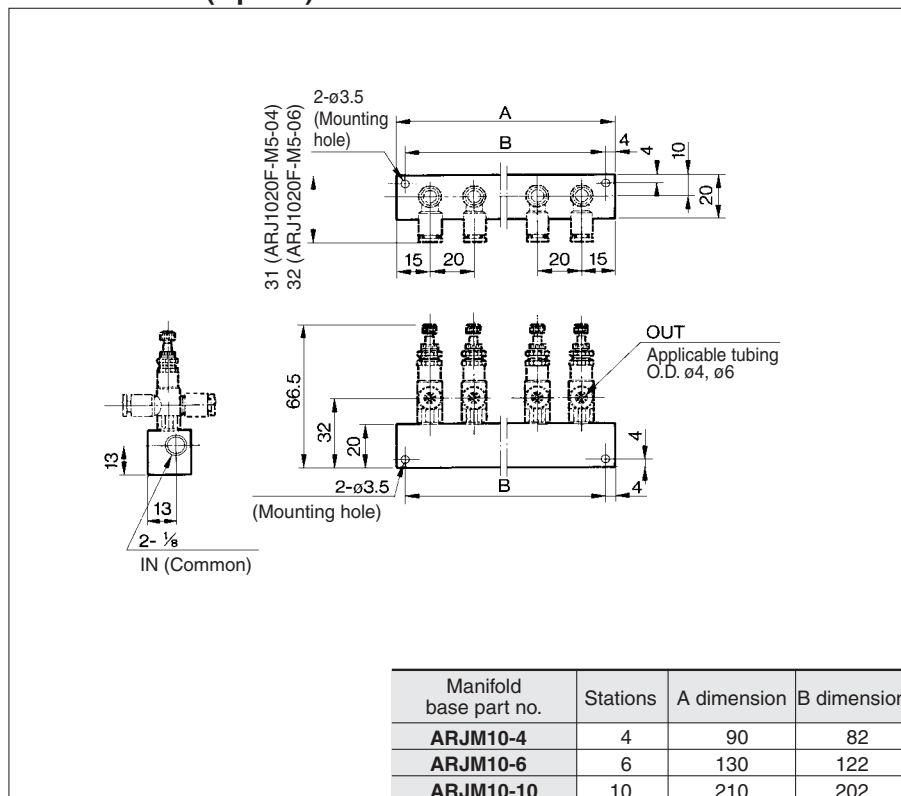 2-ø3.5
(Mounting
hole)
31 (ARJ1020F-M5-04)
32 (ARJ1020F-M5-06)
A
B
4
4
10
20
15
20
20
15
OUT
Applicable tubing
O.D. ø4, ø6
66.5
32
20
4
2-ø3.5
(Mounting hole)
B
4
13
13
2- ⅛
IN (Common)
Manifold
base part no.
Stations
A dimension
B dimension
ARJM10-4 4 90 82
ARJM10-6 6 130 122
ARJM10-10 10 210 202